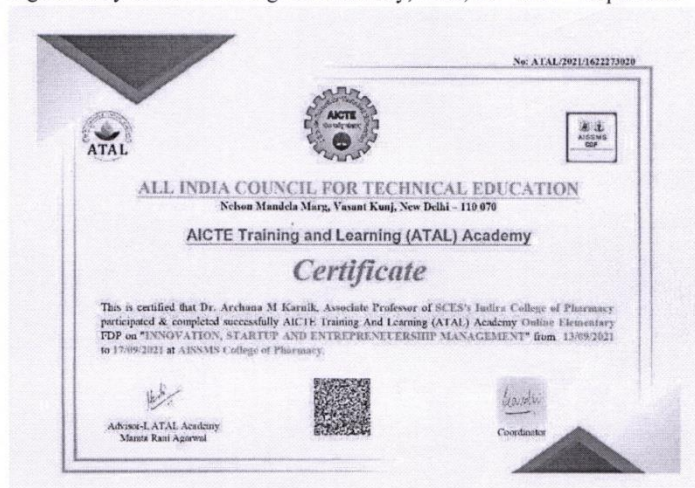 No: ATAL/2021/1622273020
ATAL
AICTE
AISSMS
COP
ALL INDIA COUNCIL FOR TECHNICAL EDUCATION
Nelson Mandela Marg, Vasant Kunj, New Delhi – 110 070
AICTE Training and Learning (ATAL) Academy
Certificate
This is certified that Dr. Archana M Karnik, Associate Professor of SCES's Indira College of Pharmacy
participated & completed successfully AICTE Training And Learning (ATAL) Academy Online Elementary
FDP on "INNOVATION, STARTUP AND ENTREPRENEURSHIP MANAGEMENT" from 13/09/2021
to 17/09/2021 at AISSMS College of Pharmacy.
Advisor-I, ATAL Academy
Mamta Rani Agarwal
Coordinator